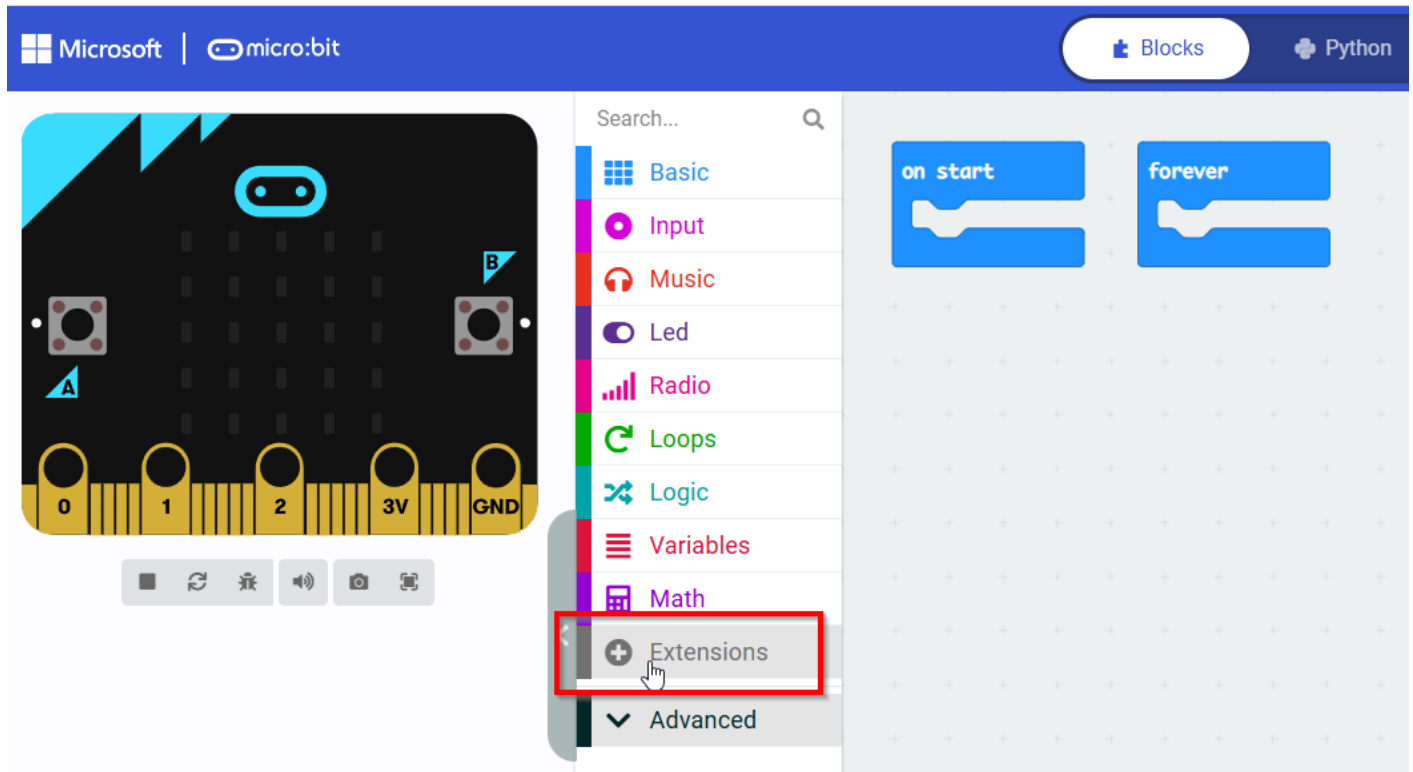 Microsoft | micro:bit
Blocks
Python
Search...
Basic
Input
Music
Led
Radio
Loops
Logic
Variables
Math
Extensions
Advanced
B
A
0 1 2 3V GND
on start
forever